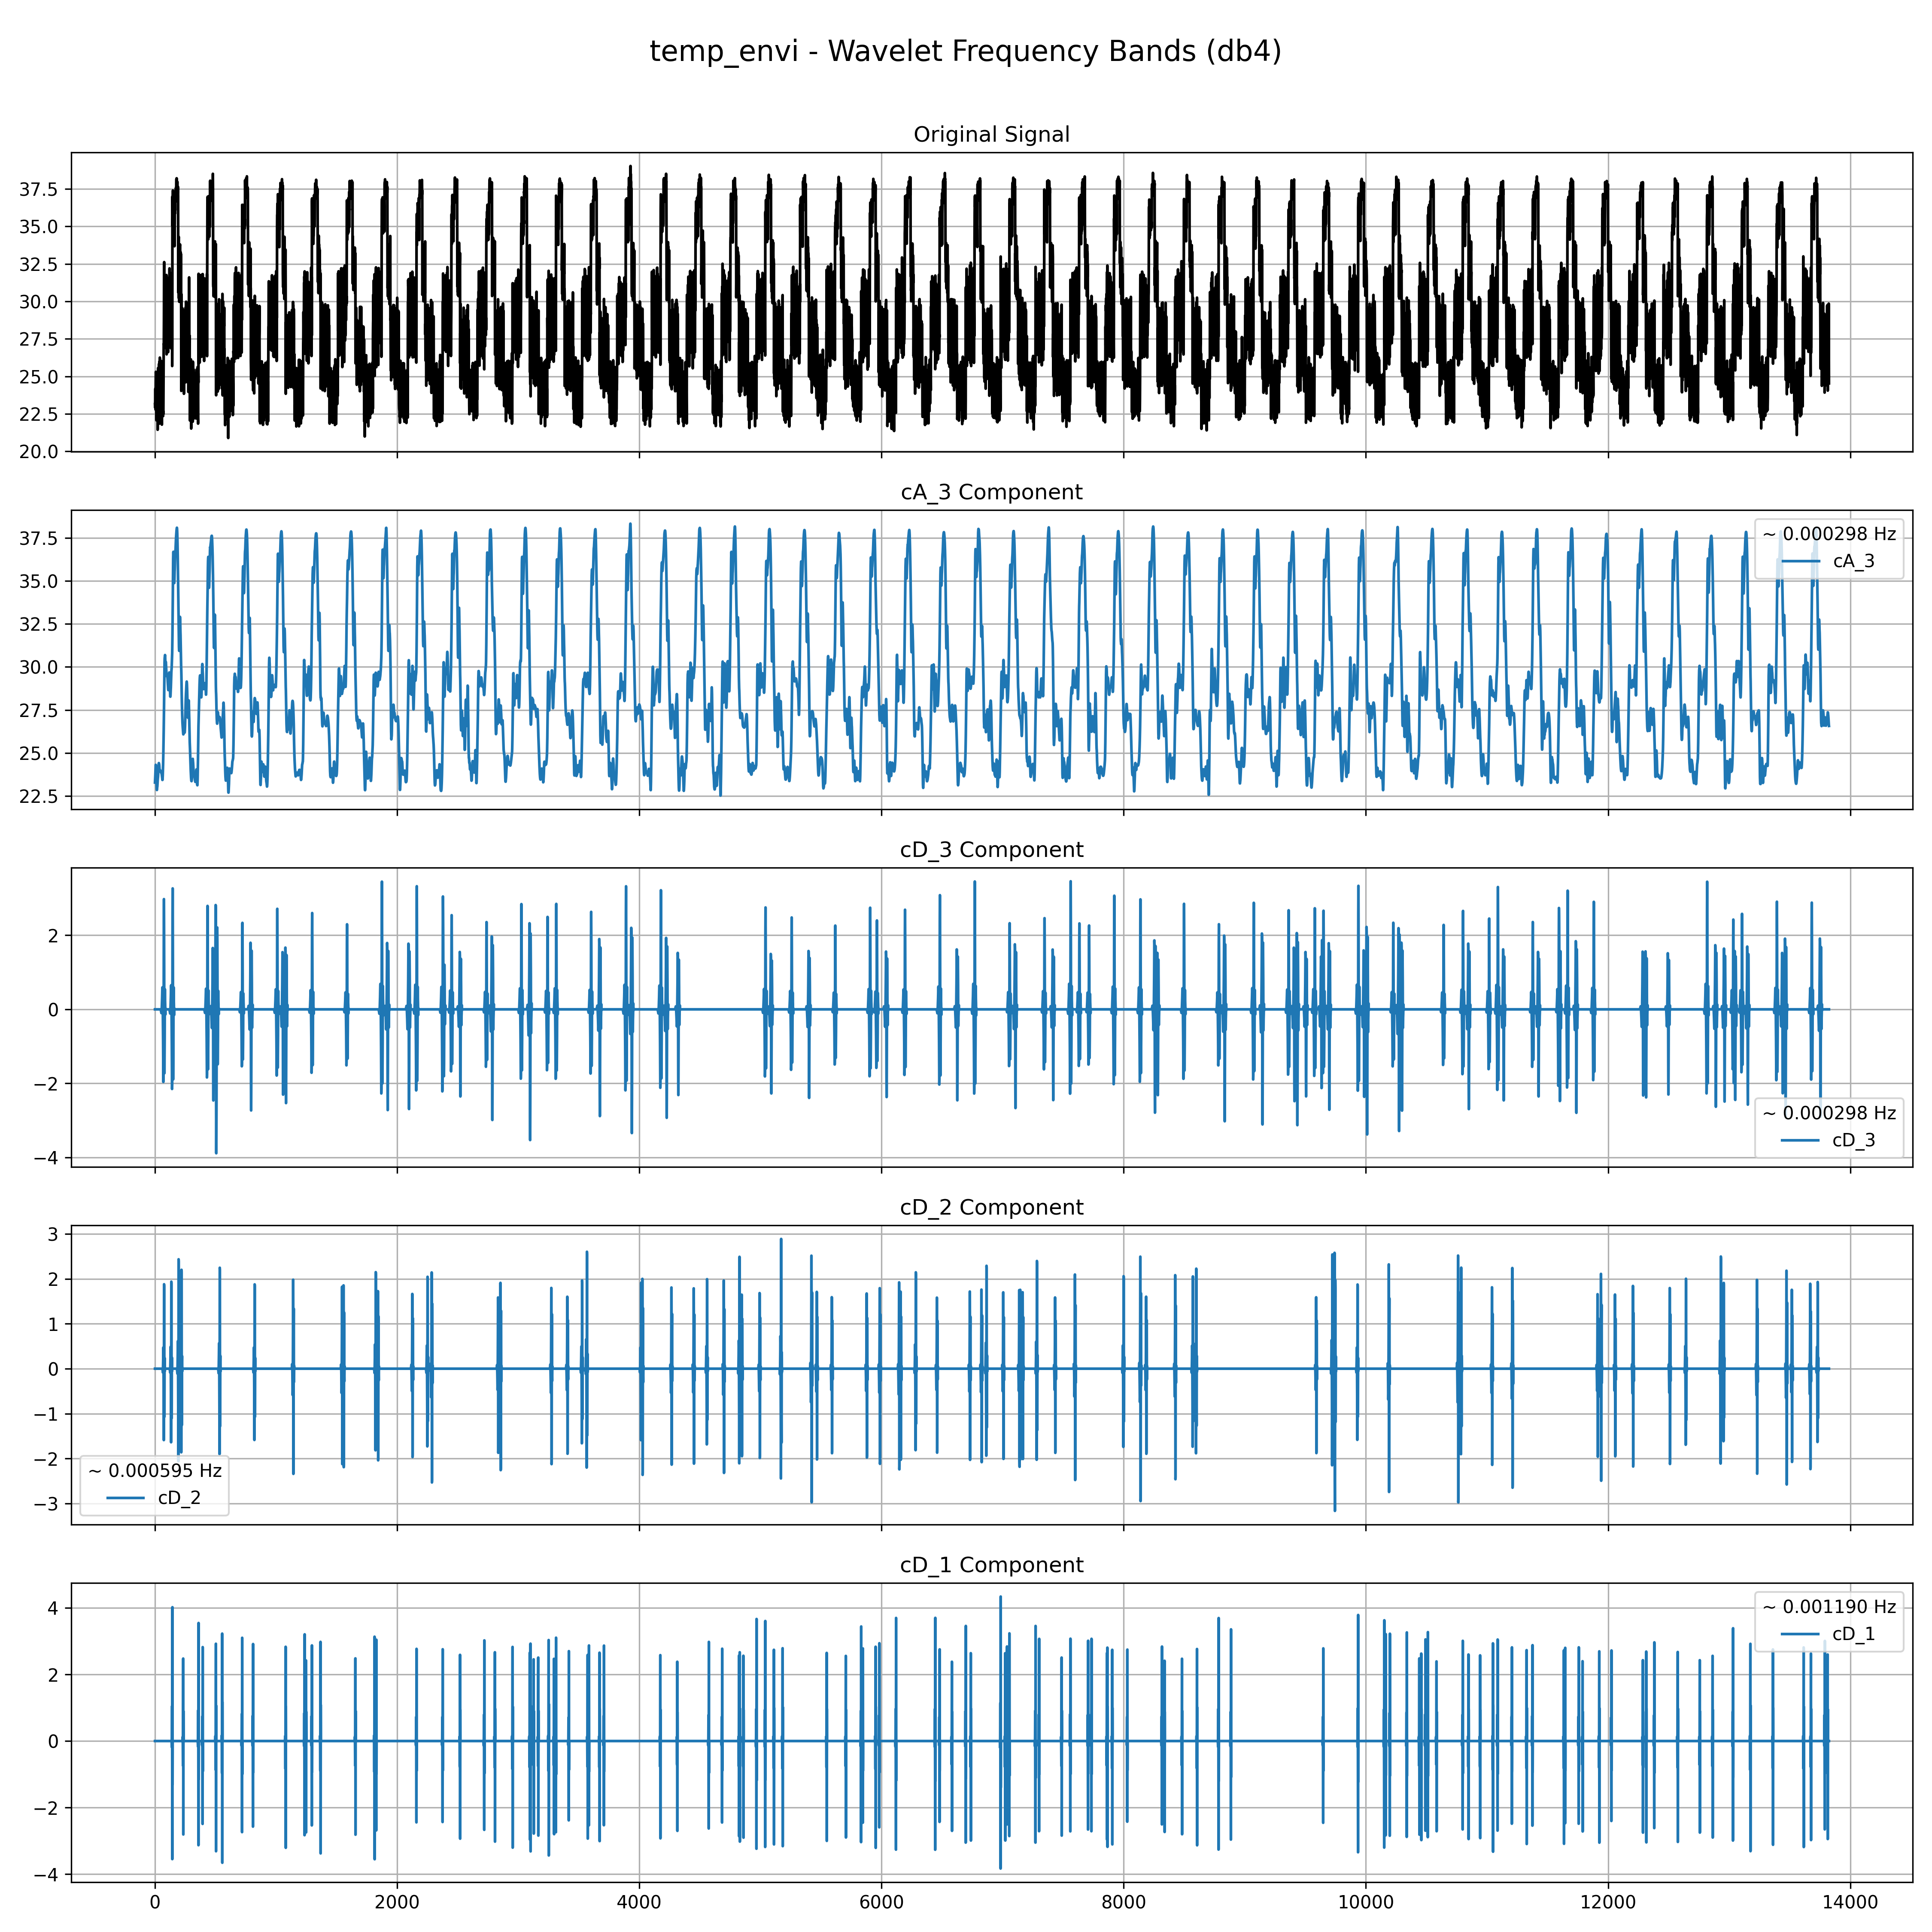 temp_envi - Wavelet Frequency Bands (db4)
Original Signal
37.5
35.0
32.5
30.0
27.5
25.0
22.5
20.0
cA_3 Component
37.5
35.0
32.5
30.0
27.5
25.0
22.5
~ 0.000298 Hz
cA_3
cD_3 Component
2
0
−2
−4
~ 0.000298 Hz
cD_3
cD_2 Component
3
2
1
0
−1
−2
−3
~ 0.000595 Hz
cD_2
cD_1 Component
4
2
0
−2
−4
~ 0.001190 Hz
cD_1
0 2000 4000 6000 8000 10000 12000 14000